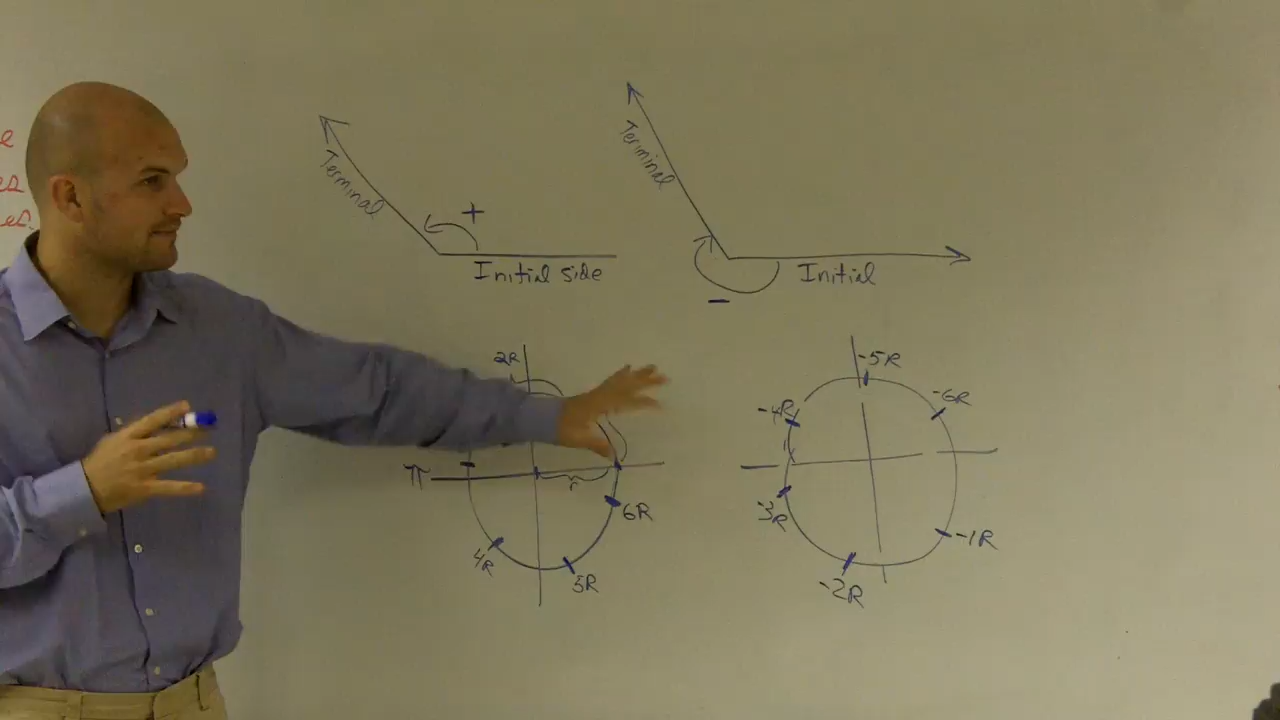 Terminal
+
Initial side
Terminal
Initial
−
2R
π
r
6R
4R
5R
-5R
-6R
-4R
-3R
-1R
-2R